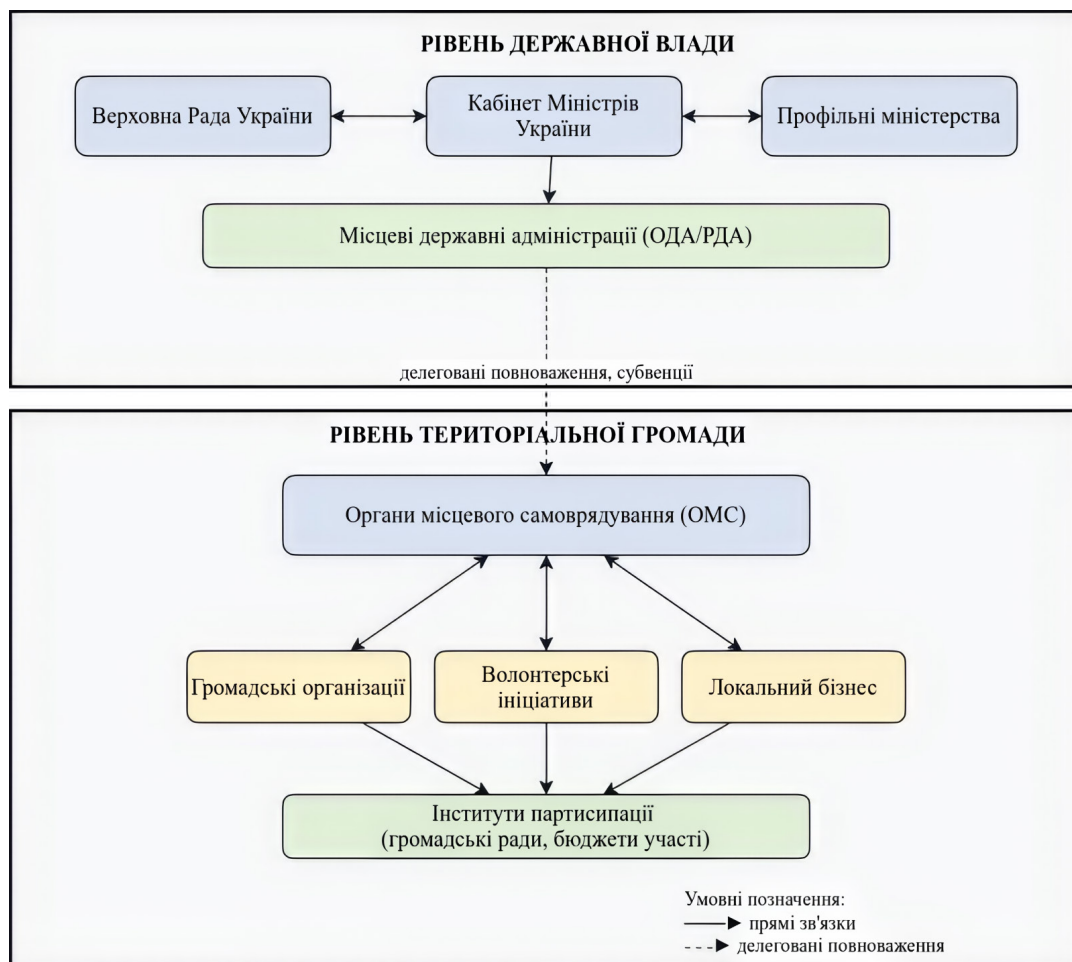 РІВЕНЬ ДЕРЖАВНОЇ ВЛАДИ
Верховна Рада України
Кабінет Міністрів
України
Профільні міністерства
Місцеві державні адміністрації (ОДА/РДА)
делеговані повноваження, субвенції
РІВЕНЬ ТЕРИТОРІАЛЬНОЇ ГРОМАДИ
Органи місцевого самоврядування (ОМС)
Громадські організації
Волонтерські
ініціативи
Локальний бізнес
Інститути партисипації
(громадські ради, бюджети участі)
Умовні позначення:
прямі зв'язки
делеговані повноваження